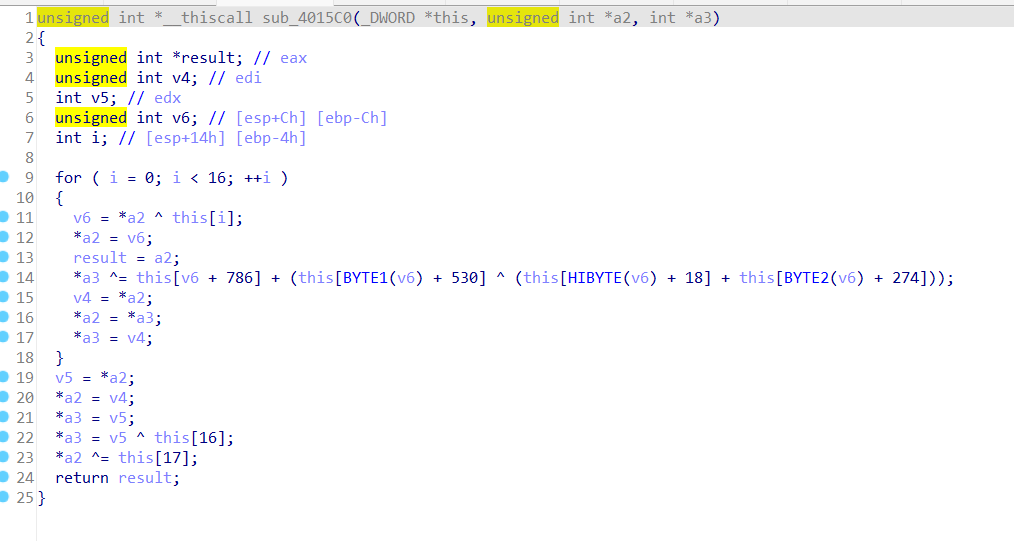 1 unsigned int *__thiscall sub_4015C0(_DWORD *this, unsigned int *a2, int *a3)
2 {
3   unsigned int *result; // eax
4   unsigned int v4; // edi
5   int v5; // edx
6   unsigned int v6; // [esp+Ch] [ebp-Ch]
7   int i; // [esp+14h] [ebp-4h]
8
9   for ( i = 0; i < 16; ++i )
10   {
11     v6 = *a2 ^ this[i];
12     *a2 = v6;
13     result = a2;
14     *a3 ^= this[v6 + 786] + (this[BYTE1(v6) + 530] ^ (this[HIBYTE(v6) + 18] + this[BYTE2(v6) + 274]));
15     v4 = *a2;
16     *a2 = *a3;
17     *a3 = v4;
18   }
19   v5 = *a2;
20   *a2 = v4;
21   *a3 = v5;
22   *a3 = v5 ^ this[16];
23   *a2 ^= this[17];
24   return result;
25 }